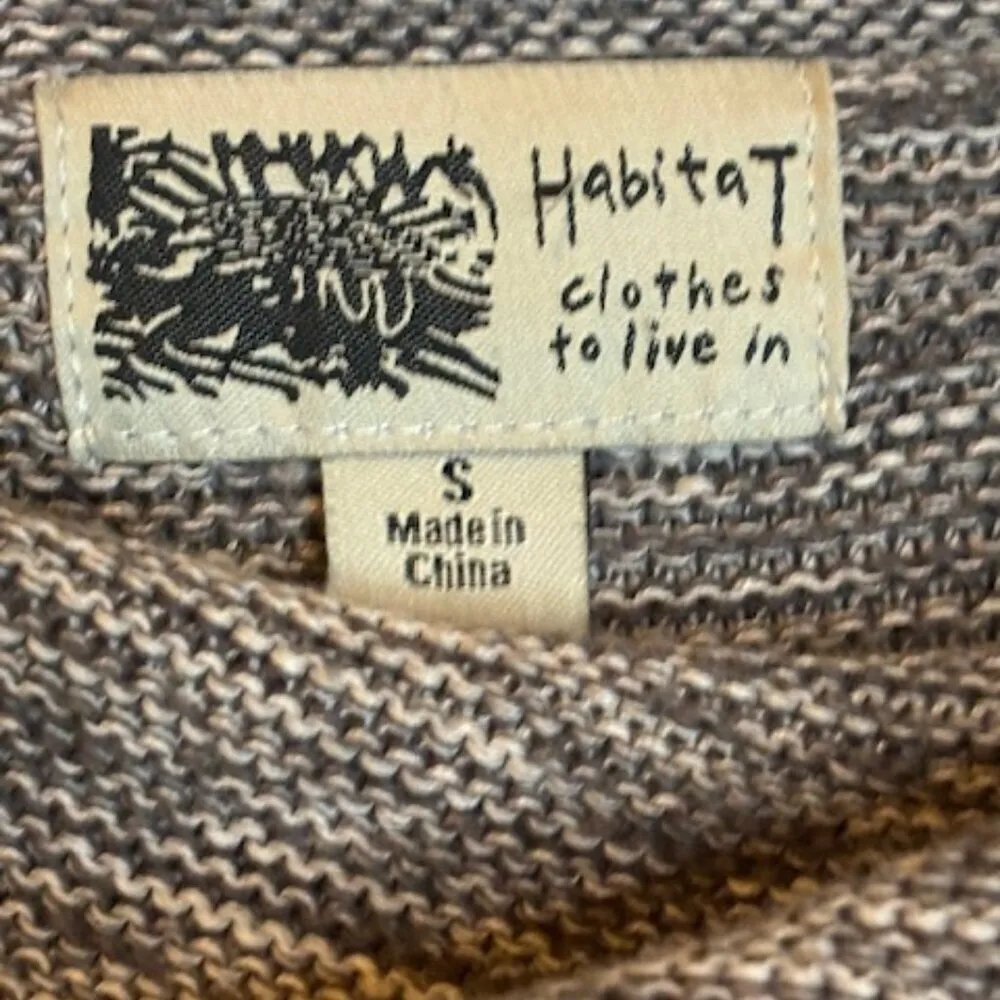 HabitaT
clothes
to live in
S
Made in
China